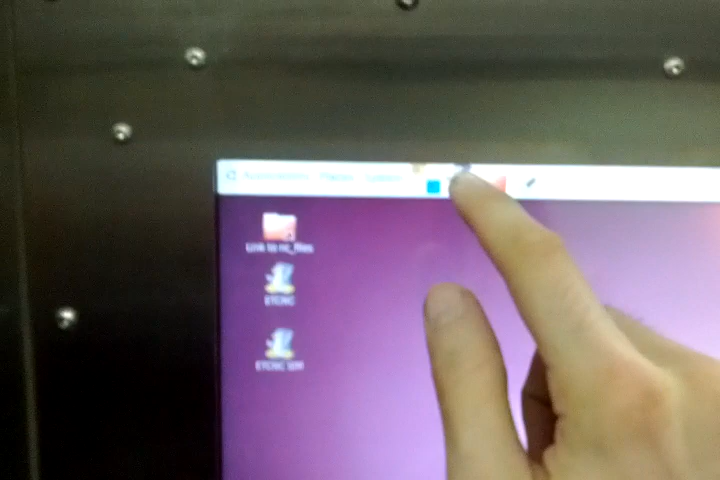 Applications Places System
Link to nc_files
ETCNC
ETCNC SIM